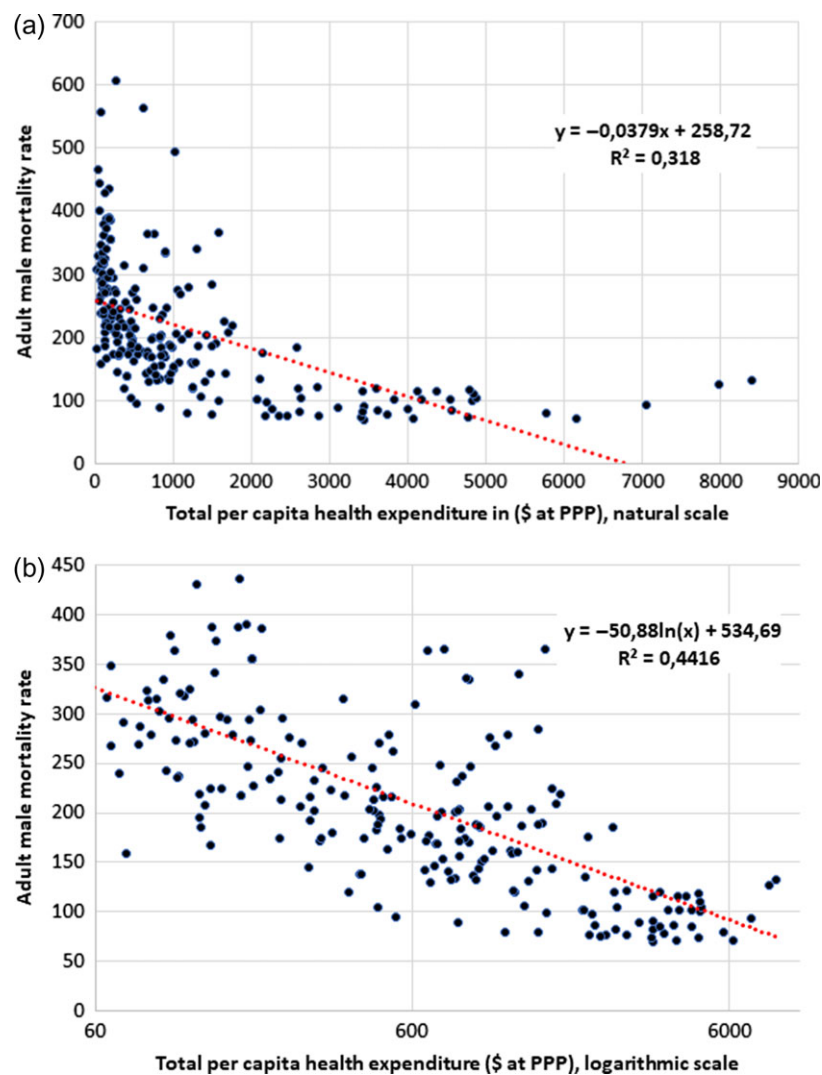 (a)
700
600
500
400
300
200
100
0
Adult male mortality rate
y = −0,0379x + 258,72
R² = 0,318
0 1000 2000 3000 4000 5000 6000 7000 8000 9000
Total per capita health expenditure in ($ at PPP), natural scale
(b)
450
400
350
300
250
200
150
100
50
0
Adult male mortality rate
y = −50,88ln(x) + 534,69
R² = 0,4416
60 600 6000
Total per capita health expenditure ($ at PPP), logarithmic scale